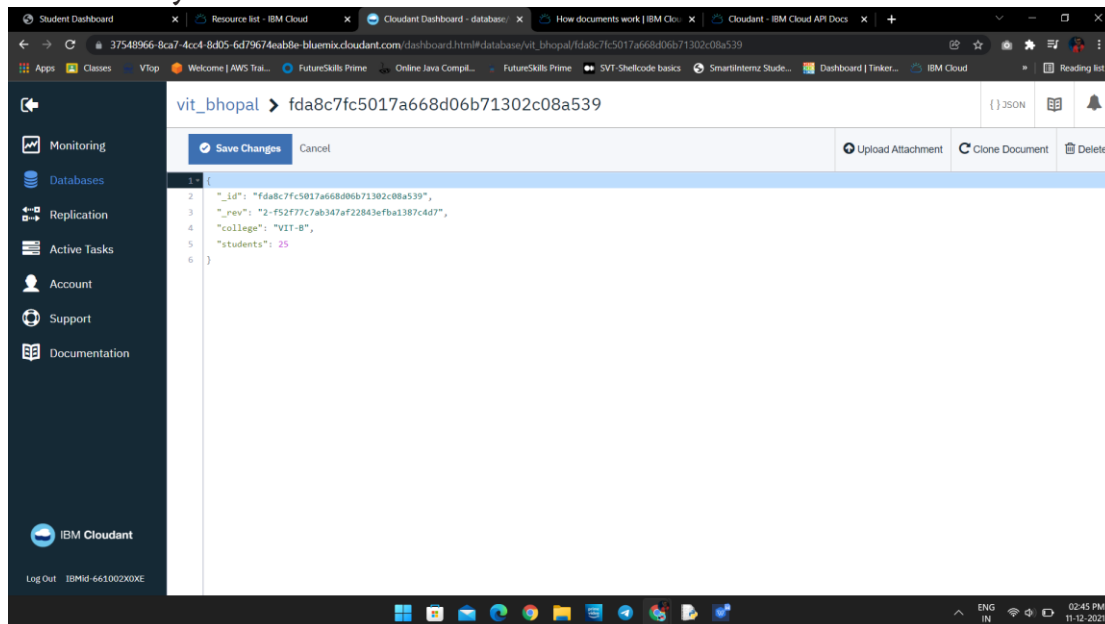 Student Dashboard
Resource list - IBM Cloud
Cloudant Dashboard - database/
How documents work | IBM Clou
Cloudant - IBM Cloud API Docs
37548966-8ca7-4cc4-8d05-6d79674eab8e-bluemix.cloudant.com/dashboard.html#database/vit_bhopal/fda8c7fc5017a668d06b71302c08a539
Apps Classes VTop Welcome | AWS Trai... FutureSkills Prime Online Java Compil... FutureSkills Prime SVT-Shellcode basics SmartiInternz Stude... Dashboard | Tinker... IBM Cloud » Reading list
vit_bhopal > fda8c7fc5017a668d06b71302c08a539
{ } JSON
Monitoring
Databases
Replication
Active Tasks
Account
Support
Documentation
Save Changes Cancel
Upload Attachment Clone Document Delete
1 {
2 "_id": "fda8c7fc5017a668d06b71302c08a539",
3 "_rev": "2-f52f77c7ab347af22843efba1387c4d7",
4 "college": "VIT-B",
5 "students": 25
6 }
IBM Cloudant
Log Out IBMid-661002X0XE
ENG
IN
02:45 PM
11-12-2021